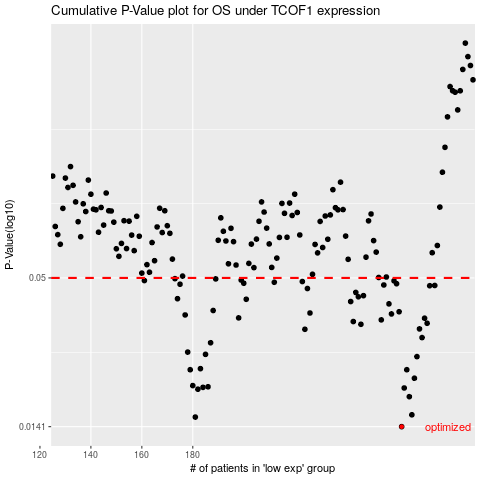 Cumulative P-Value plot for OS under TCOF1 expression
P-Value(log10)
0.05
0.0141
optimized
120 140 160 180
# of patients in 'low exp' group